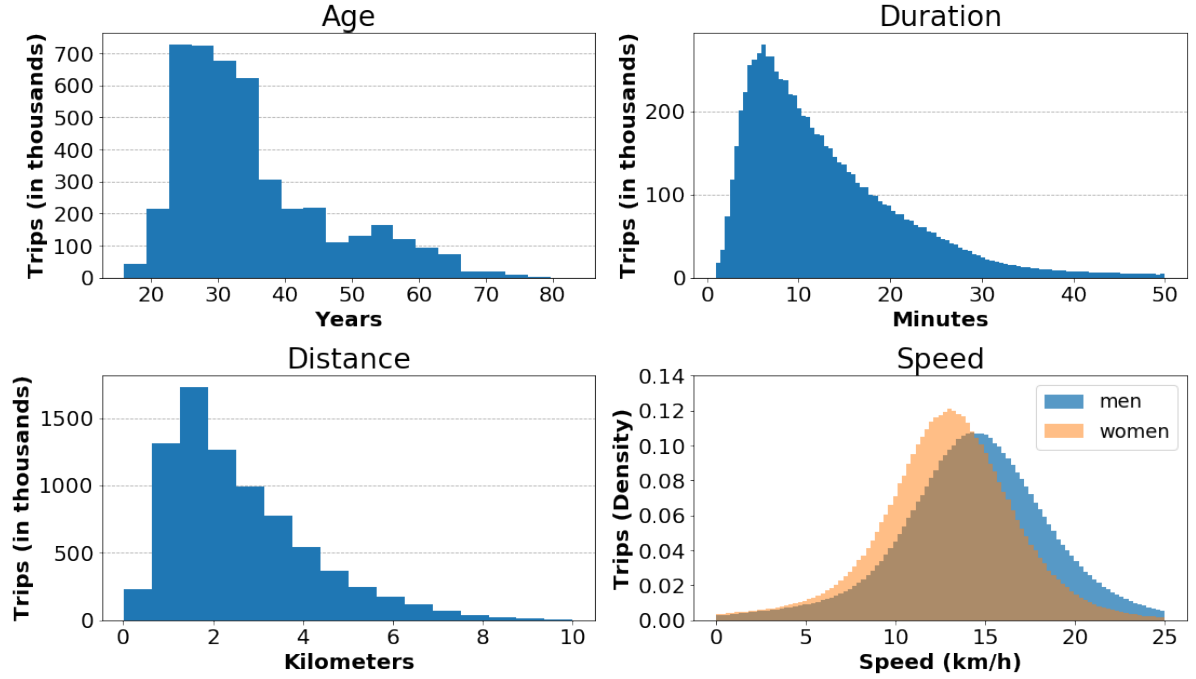 Age
Trips (in thousands)
700
600
500
400
300
200
100
0
20 30 40 50 60 70 80
Years
Duration
Trips (in thousands)
200
100
0
0 10 20 30 40 50
Minutes
Distance
Trips (in thousands)
1500
1000
500
0
0 2 4 6 8 10
Kilometers
Speed
Trips (Density)
0.14
0.12
0.10
0.08
0.06
0.04
0.02
0.00
men
women
0 5 10 15 20 25
Speed (km/h)